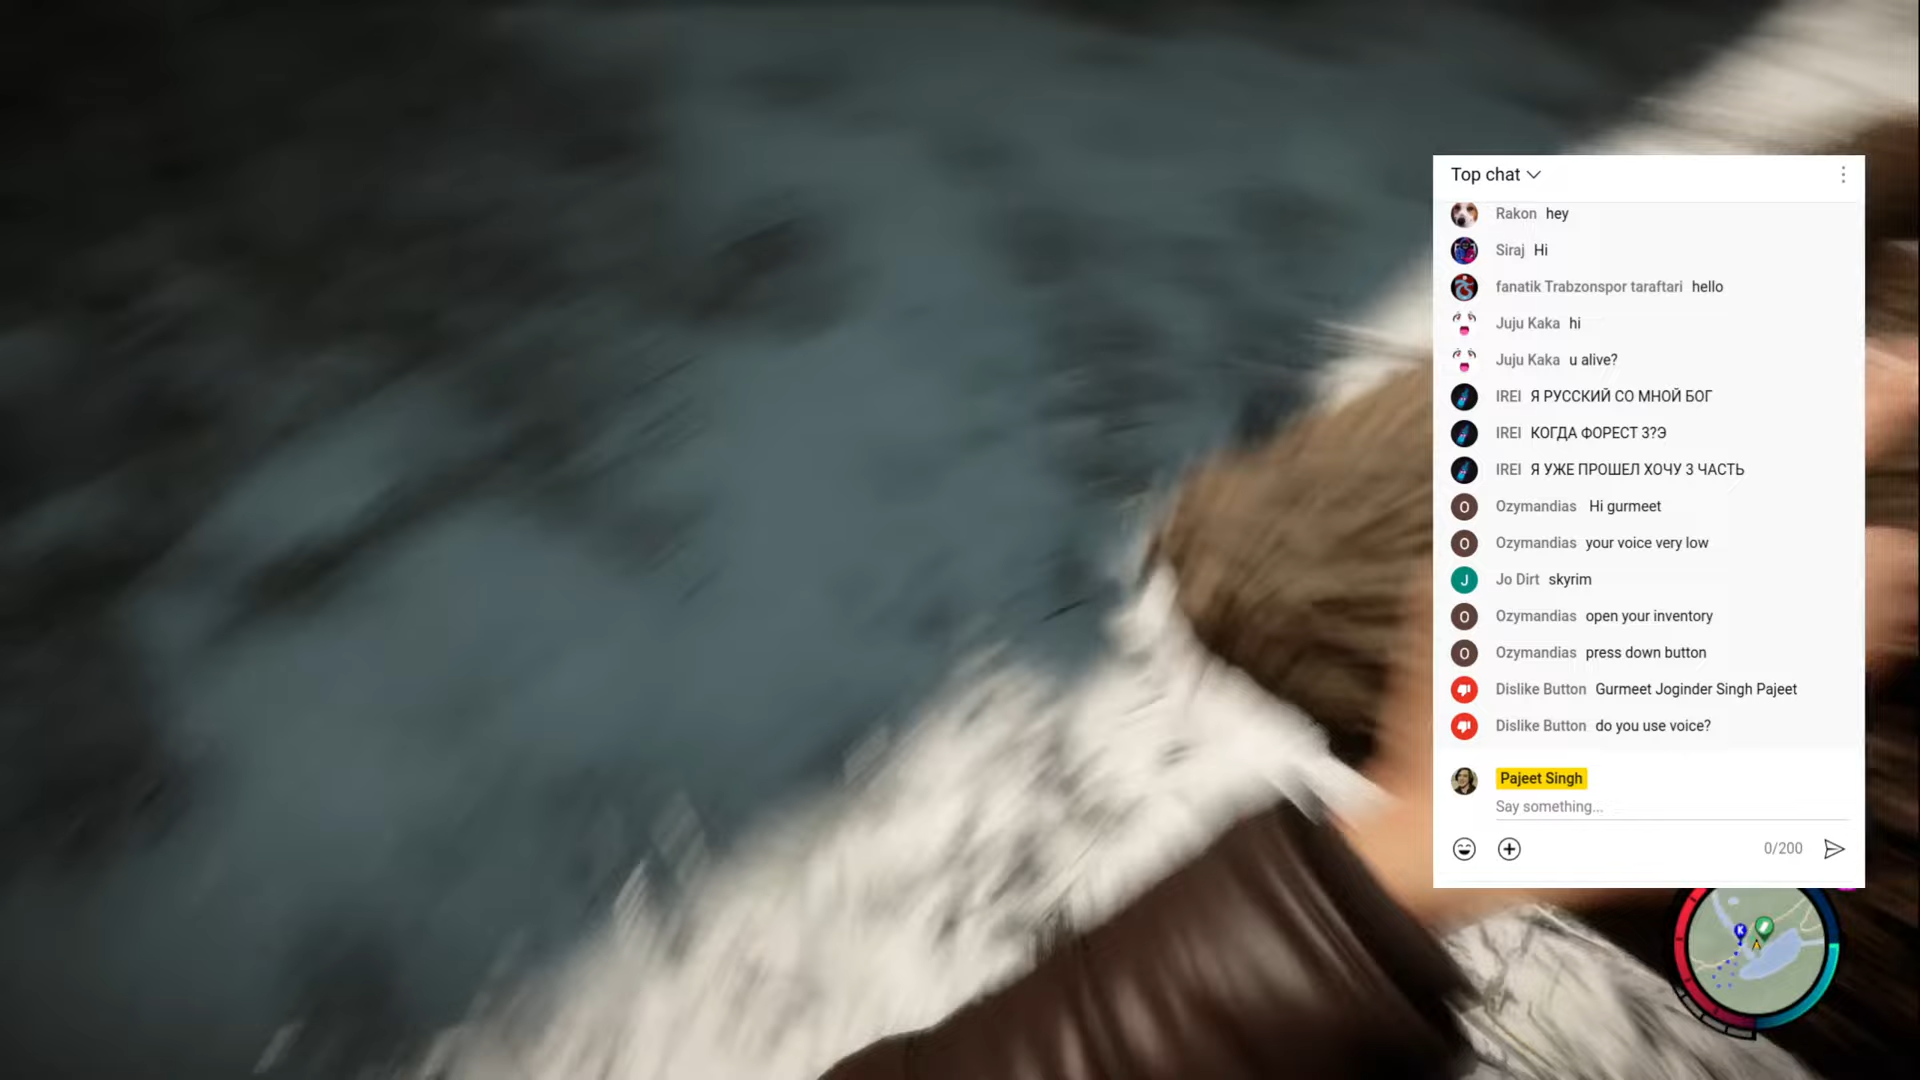 Top chat
Rakon hey
Siraj Hi
fanatik Trabzonspor taraftari hello
Juju Kaka hi
Juju Kaka u alive?
IREI Я РУССКИЙ СО МНОЙ БОГ
IREI КОГДА ФОРЕСТ 3?Э
IREI Я УЖЕ ПРОШЕЛ ХОЧУ 3 ЧАСТЬ
O Ozymandias Hi gurmeet
O Ozymandias your voice very low
J Jo Dirt skyrim
O Ozymandias open your inventory
O Ozymandias press down button
Dislike Button Gurmeet Joginder Singh Pajeet
Dislike Button do you use voice?
Pajeet Singh
Say something...
0/200
K